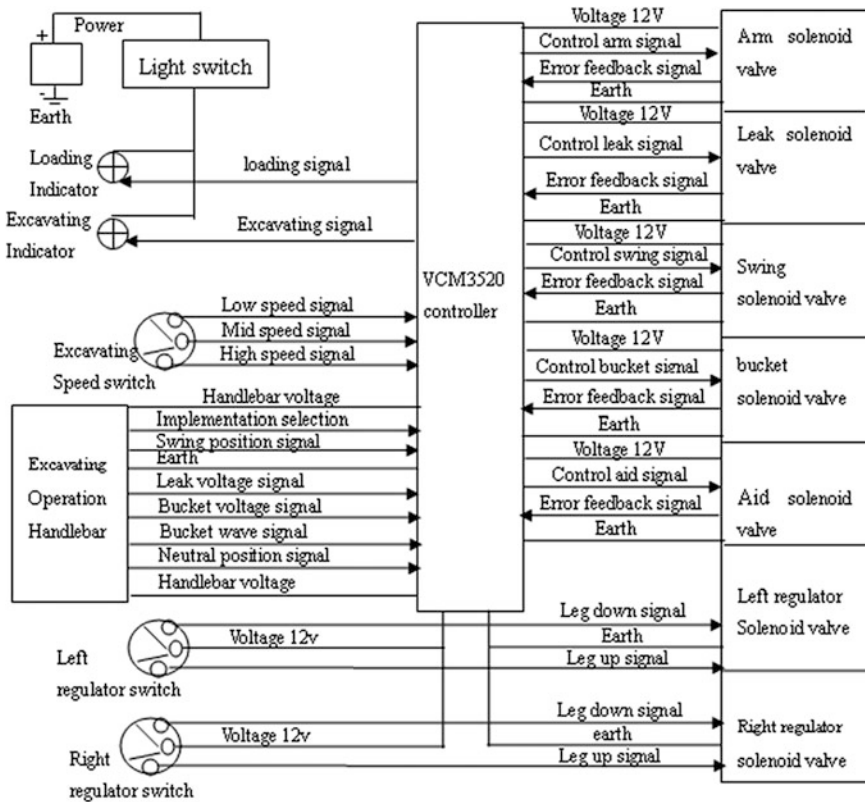 Power
+
Light switch
Earth
Loading
Indicator
loading signal
Excavating
Indicator
Excavating signal
Low speed signal
Mid speed signal
High speed signal
Excavating
Speed switch
Handlebar voltage
Implementation selection
Swing position signal
Earth
Leak voltage signal
Bucket voltage signal
Bucket wave signal
Neutral position signal
Handlebar voltage
Excavating
Operation
Handlebar
Voltage 12v
Left
regulator switch
Voltage 12v
Right
regulator switch
VCM3520
controller
Voltage 12V
Control arm signal
Error feedback signal
Earth
Voltage 12V
Control leak signal
Error feedback signal
Earth
Voltage 12V
Control swing signal
Error feedback signal
Earth
Voltage 12V
Control bucket signal
Error feedback signal
Earth
Voltage 12V
Control aid signal
Error feedback signal
Earth
Leg down signal
Earth
Leg up signal
Leg down signal
earth
Leg up signal
Arm solenoid
valve
Leak solenoid
valve
Swing
solenoid valve
bucket
solenoid valve
Aid solenoid
valve
Left regulator
Solenoid valve
Right regulator
solenoid valve